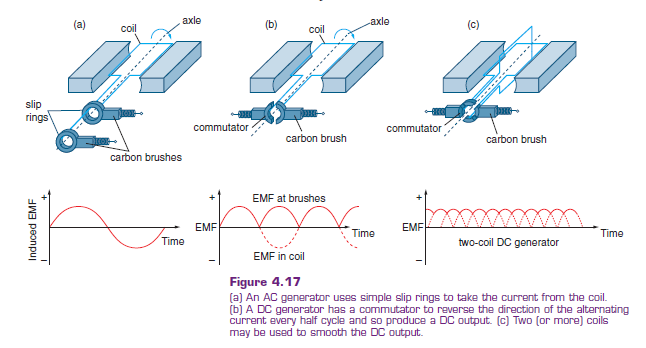 (a)
coil
axle
slip
rings
carbon brushes
(b)
coil
axle
commutator
carbon brush
(c)
commutator
carbon brush
Induced EMF
+
–
Time
EMF
+
–
EMF at brushes
EMF in coil
Time
EMF
+
–
two-coil DC generator
Time
Figure 4.17
(a) An AC generator uses simple slip rings to take the current from the coil.
(b) A DC generator has a commutator to reverse the direction of the alternating
current every half cycle and so produce a DC output. (c) Two (or more) coils
may be used to smooth the DC output.